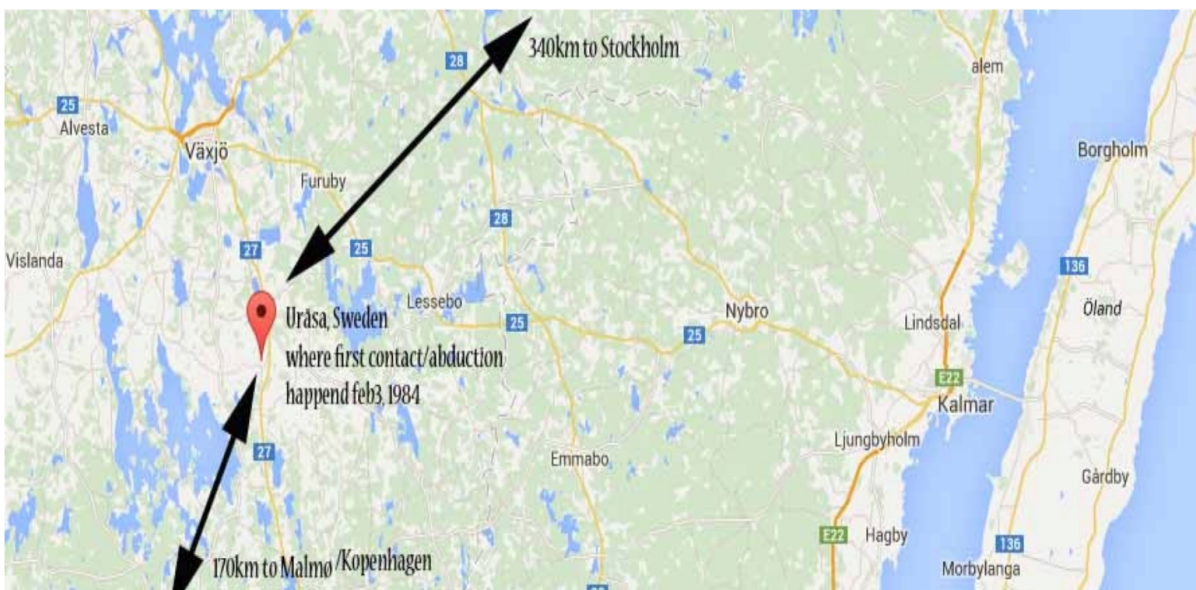 340km to Stockholm
28
alem
25
Alvesta
Växjö
Borgholm
Furuby
28
27
25
Vislanda
136
Lessebo
Öland
Uråsa, Sweden
25
Nybro
Lindsdal
25
where first contact/abduction
happend feb3, 1984
E22
Kalmar
Ljungbyholm
27
Emmabo
Gårdby
E22
Hagby
136
170km to Malmø /Kopenhagen
Morbylanga